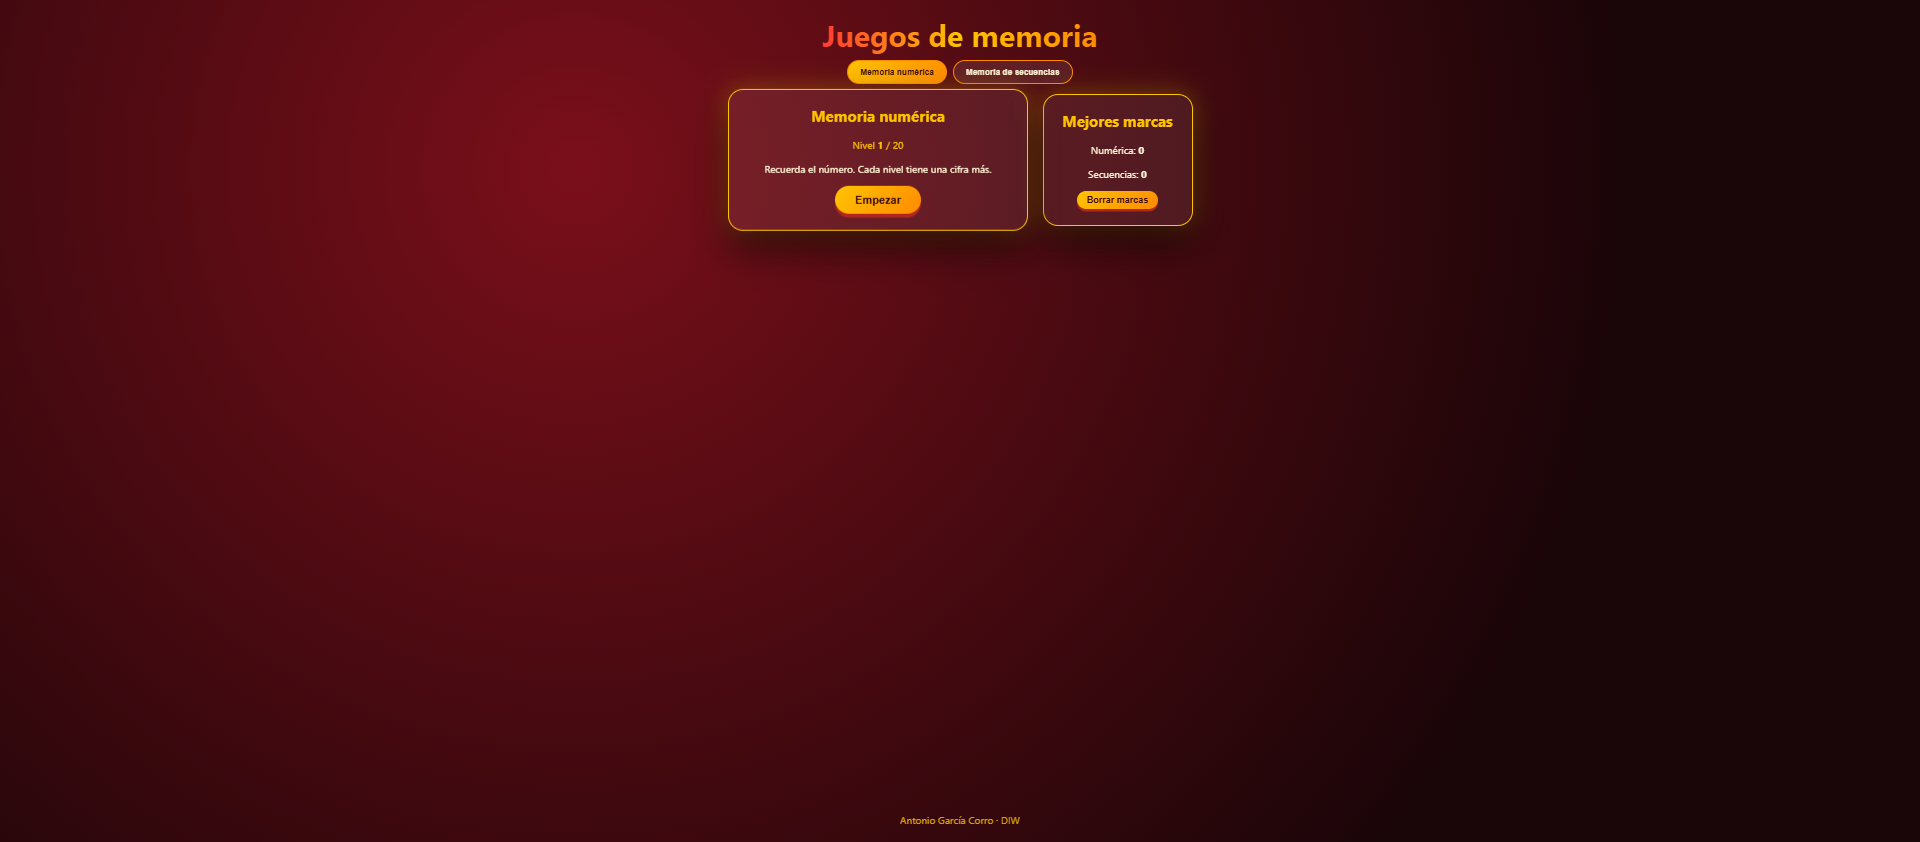 Juegos de memoria
Memoria numérica
Memoria de secuencias
Memoria numérica
Nivel 1 / 20
Recuerda el número. Cada nivel tiene una cifra más.
Empezar
Mejores marcas
Numérica: 0
Secuencias: 0
Borrar marcas
Antonio García Corro · DIW